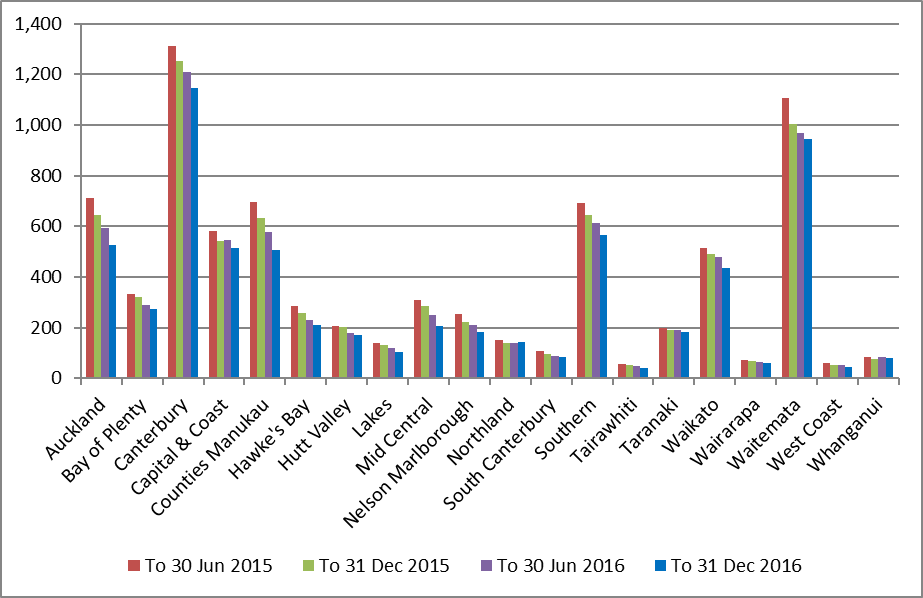 1,400
1,200
1,000
800
600
400
200
0
Auckland
Bay of Plenty
Canterbury
Capital & Coast
Counties Manukau
Hawke's Bay
Hutt Valley
Lakes
Mid Central
Nelson Marlborough
Northland
South Canterbury
Southern
Tairawhiti
Taranaki
Waikato
Wairarapa
Waitemata
West Coast
Whanganui
To 30 Jun 2015 To 31 Dec 2015 To 30 Jun 2016 To 31 Dec 2016